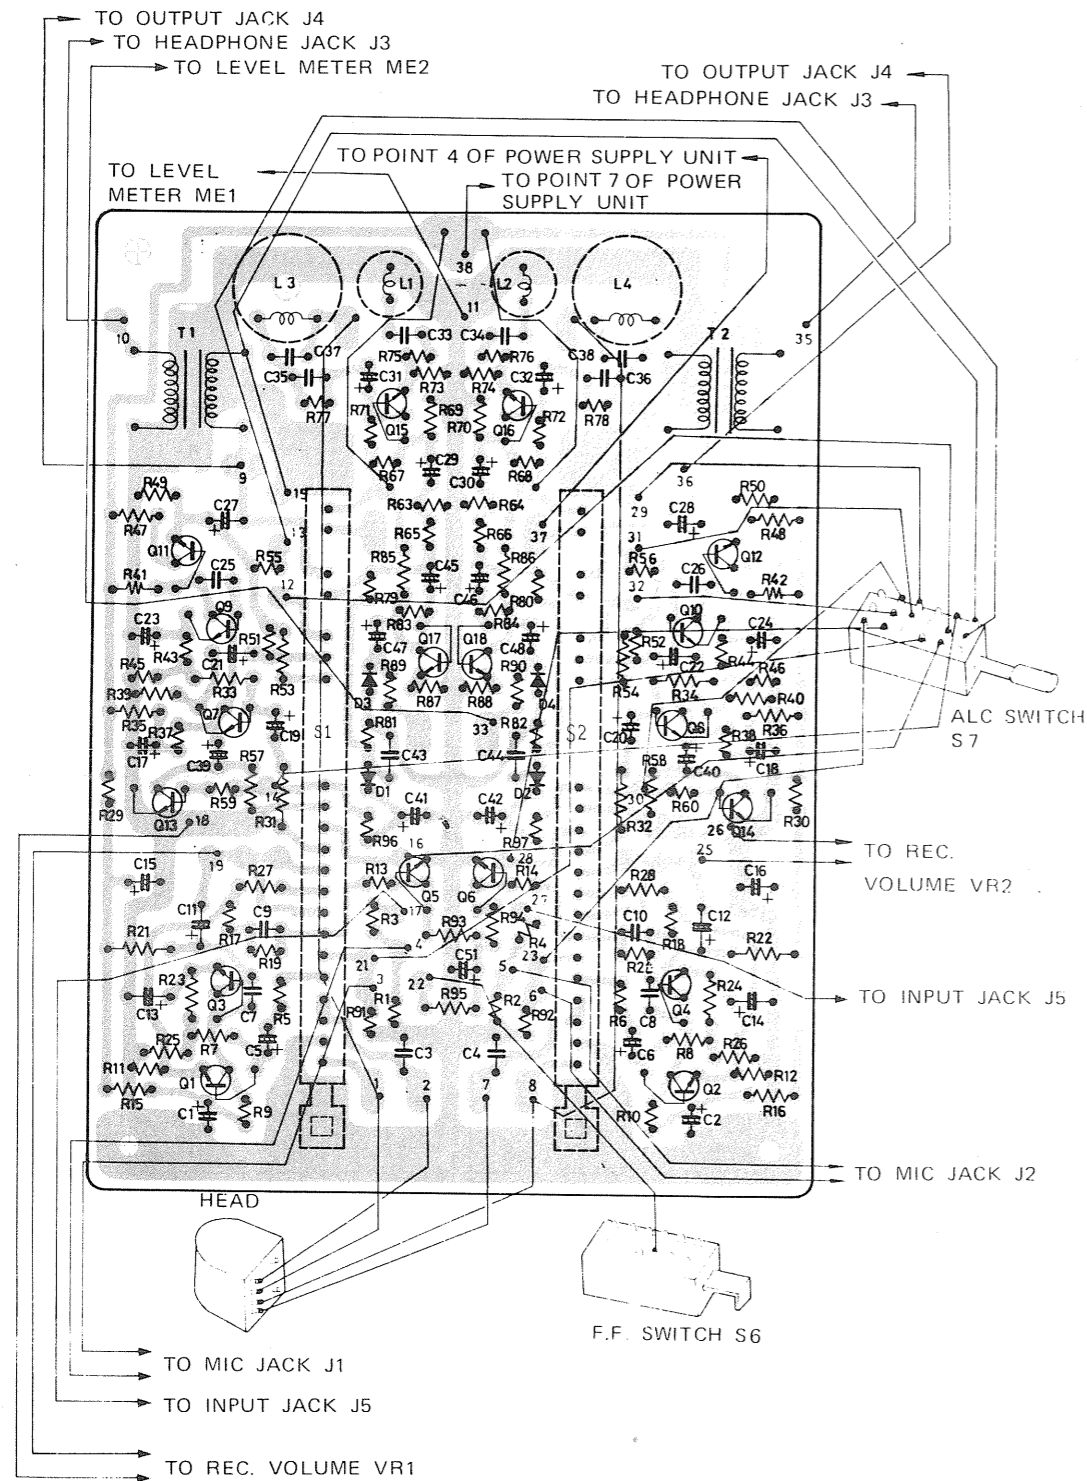 TO OUTPUT JACK J4
TO HEADPHONE JACK J3
TO LEVEL METER ME2
TO OUTPUT JACK J4
TO HEADPHONE JACK J3
TO POINT 4 OF POWER SUPPLY UNIT
TO LEVEL
METER ME1
TO POINT 7 OF POWER
SUPPLY UNIT
38
L3 L1 L2 L4
11
10 T1 C37 C33 C34 C38 T2 35
R75 R76
C35 C31 R73 R74 C32 C36
R77 R71 R69 R72 R78
Q15 R70 Q16
C29
9 R67 C30 R68 36
R49 15 R50
C27 R63 R64 29 C28
R47 13 R65 R66 37 31 R48
Q11 R55 R85 R86 R56 Q12
C25 C45 C26
R41 12 R79 C46 R80 32 R42
Q9 R83 R84 Q10
C23 R51 Q17 Q18 R52 C24
R43 C21 C47 C48 C22 R44
R45 R33 R53 R89 R90 R54 R34 R46
R39 D3 R87 R88 D4 R40
R35 Q7 C19 R81 33 R82 C20 Q8 R36
C17 R37 S1 S2 R38 C18
C39 R57 C43 C44 R58 C40
D1 D2
R29 R59 14 C41 C42 30 R60 R30
Q13 18 R31 R32 26 Q14
R96 R97
16 28 25
C15 19 R27 R13 Q5 Q6 R14 R28 C16
C11 C9 R3 17 27 C10 C12
R21 R17 R93 R94 R4 R18 R22
R19 4 23
21 C51 5
R23 3 22 6 R24
C13 Q3 C7 R5 R91 R1 R95 R2 R92 R6 C8 Q4 C14
R25 R7 C5 C3 C4 C6 R8 R26
R11 Q1 1 2 7 8 Q2 R12
R15 C1 R9 R10 C2 R16
ALC SWITCH
S7
TO REC.
VOLUME VR2
TO INPUT JACK J5
TO MIC JACK J2
HEAD
F.F. SWITCH S6
TO MIC JACK J1
TO INPUT JACK J5
TO REC. VOLUME VR1